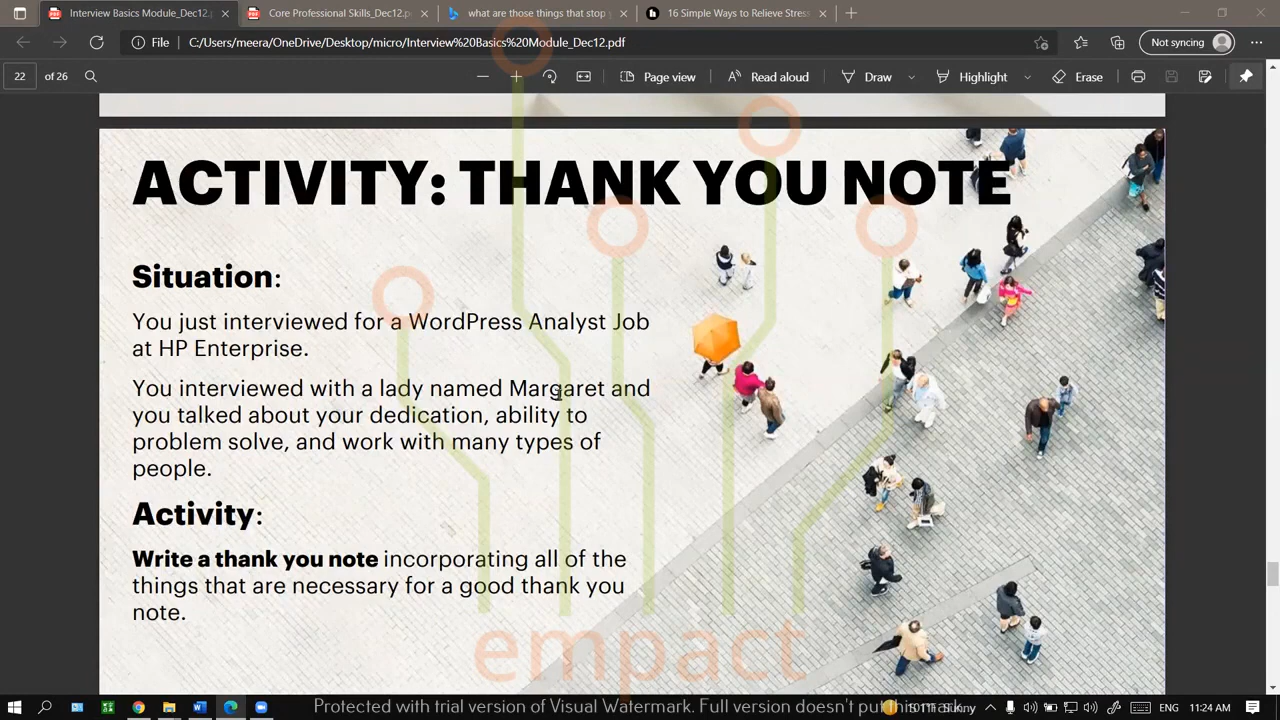 Interview Basics Module_Dec12.p
Core Professional Skills_Dec12.p
what are those things that stop y
16 Simple Ways to Relieve Stress
File
C:/Users/meera/OneDrive/Desktop/micro/Interview%20Basics%20Module_Dec12.pdf
Not syncing
22 of 26
Page view
Read aloud
Draw
Highlight
Erase
ACTIVITY: THANK YOU NOTE
Situation:
You just interviewed for a WordPress Analyst Job
at HP Enterprise.
You interviewed with a lady named Margaret and
you talked about your dedication, ability to
problem solve, and work with many types of
people.
Activity:
Write a thank you note incorporating all of the
things that are necessary for a good thank you
note.
empact
Protected with trial version of Visual Watermark. Full version doesn't put this mark.
ENG
11:24 AM